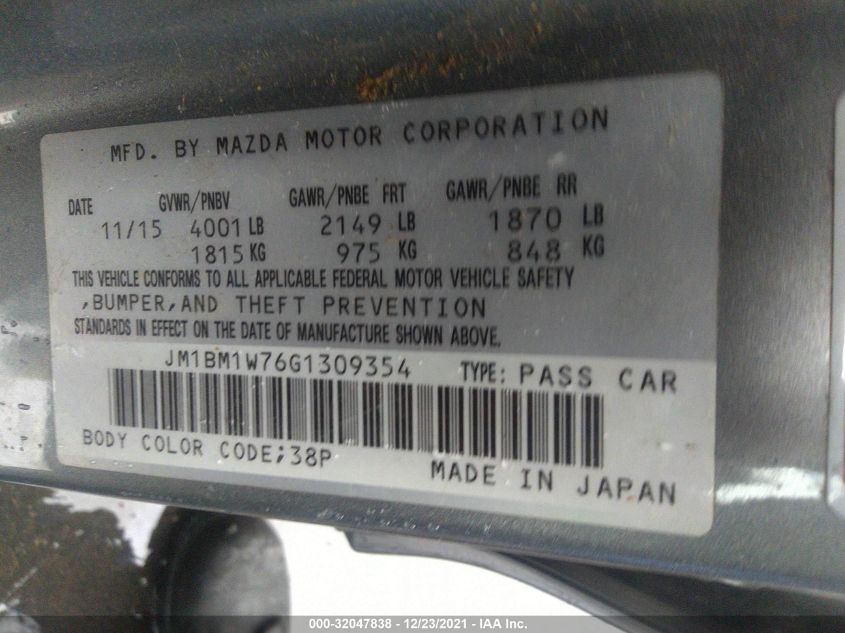 MFD. BY MAZDA MOTOR CORPORATION
DATE GVWR/PNBV GAWR/PNBE FRT GAWR/PNBE RR
11/15 4001 LB 2149 LB 1870 LB
1815 KG 975 KG 848 KG
THIS VEHICLE CONFORMS TO ALL APPLICABLE FEDERAL MOTOR VEHICLE SAFETY
,BUMPER,AND THEFT PREVENTION
STANDARDS IN EFFECT ON THE DATE OF MANUFACTURE SHOWN ABOVE.
JM1BM1W76G1309354 TYPE: PASS CAR
BODY COLOR CODE;38P
MADE IN JAPAN
000-32047838 - 12/23/2021 - IAA Inc.